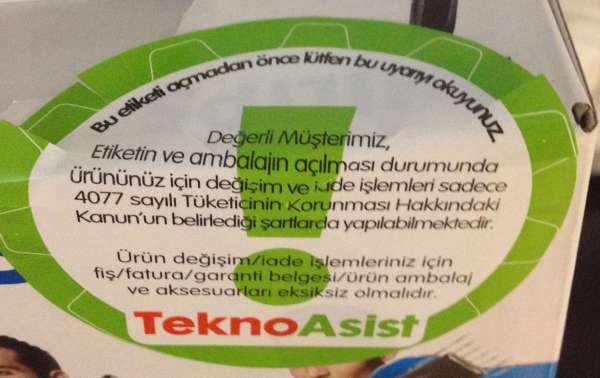 Bu etiketi açmadan önce lütfen bu uyarıyı okuyunuz.
Değerli Müşterimiz,
Etiketin ve ambalajın açılması durumunda
ürününüz için değişim ve iade işlemleri sadece
4077 sayılı Tüketicinin Korunması Hakkındaki
Kanun'un belirlediği şartlarda yapılabilmektedir.
Ürün değişim/iade işlemleriniz için
fiş/fatura/garanti belgesi/ürün ambalaj
ve aksesuarları eksiksiz olmalıdır.
TeknoAsist